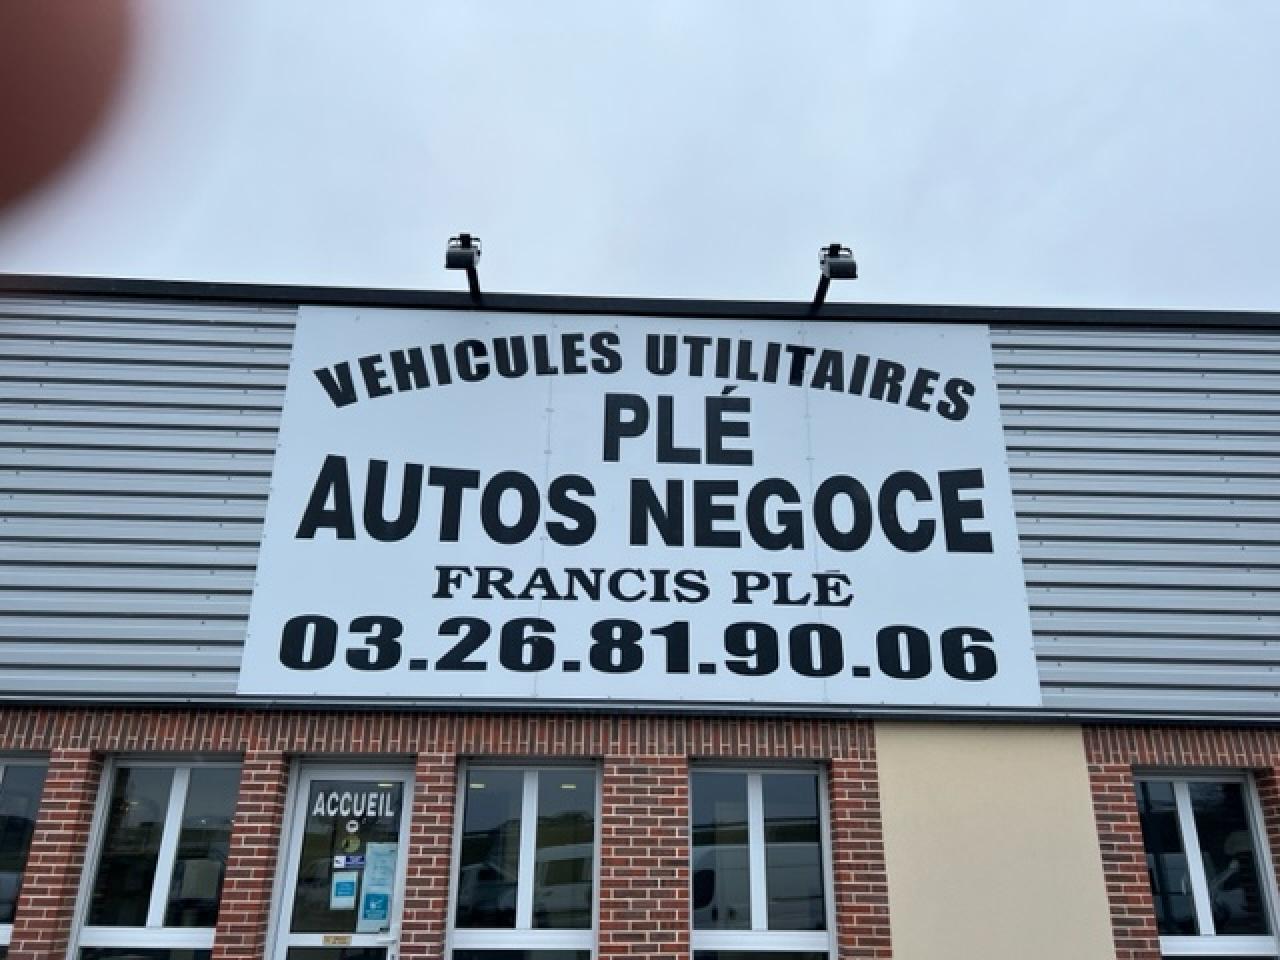 VEHICULES UTILITAIRES
PLÉ
AUTOS NEGOCE
FRANCIS PLÉ
03.26.81.90.06
ACCUEIL